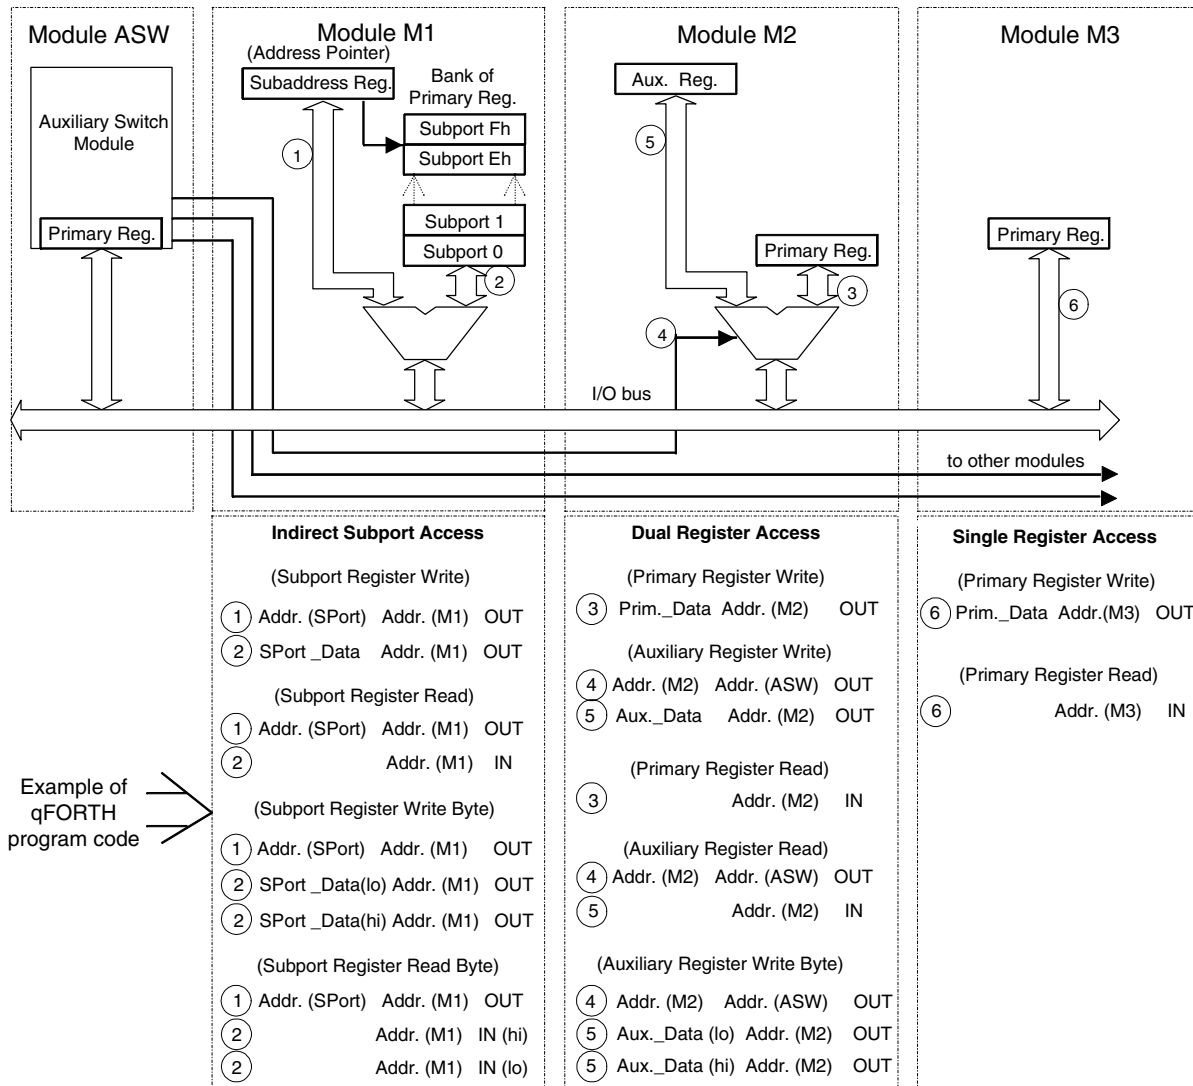 Module ASW
Auxiliary Switch
Module
Primary Reg.
Module M1
(Address Pointer)
Subaddress Reg.
Bank of
Primary Reg.
Subport Fh
Subport Eh
Subport 1
Subport 0
1
2
Module M2
Aux. Reg.
5
Primary Reg.
3
4
Module M3
Primary Reg.
6
I/O bus
to other modules
Example of
qFORTH
program code
Indirect Subport Access
(Subport Register Write)
1 Addr. (SPort) Addr. (M1) OUT
2 SPort _Data Addr. (M1) OUT
(Subport Register Read)
1 Addr. (SPort) Addr. (M1) OUT
2 Addr. (M1) IN
(Subport Register Write Byte)
1 Addr. (SPort) Addr. (M1) OUT
2 SPort _Data(lo) Addr. (M1) OUT
2 SPort _Data(hi) Addr. (M1) OUT
(Subport Register Read Byte)
1 Addr. (SPort) Addr. (M1) OUT
2 Addr. (M1) IN (hi)
2 Addr. (M1) IN (lo)
Dual Register Access
(Primary Register Write)
3 Prim._Data Addr. (M2) OUT
(Auxiliary Register Write)
4 Addr. (M2) Addr. (ASW) OUT
5 Aux._Data Addr. (M2) OUT
(Primary Register Read)
3 Addr. (M2) IN
(Auxiliary Register Read)
4 Addr. (M2) Addr. (ASW) OUT
5 Addr. (M2) IN
(Auxiliary Register Write Byte)
4 Addr. (M2) Addr. (ASW) OUT
5 Aux._Data (lo) Addr. (M2) OUT
5 Aux._Data (hi) Addr. (M2) OUT
Single Register Access
(Primary Register Write)
6 Prim._Data Addr.(M3) OUT
(Primary Register Read)
6 Addr. (M3) IN